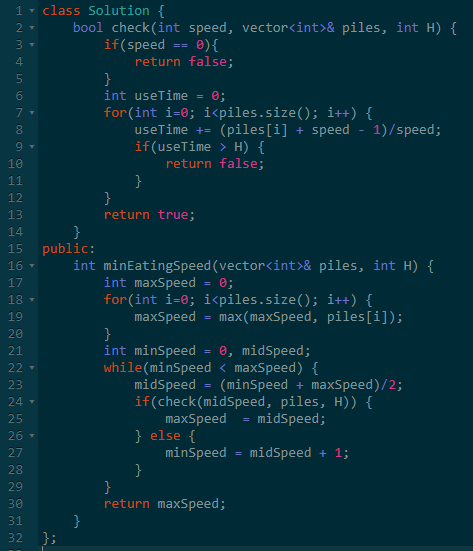 1 class Solution {
2     bool check(int speed, vector<int>& piles, int H) {
3         if(speed == 0){
4             return false;
5         }
6         int useTime = 0;
7         for(int i=0; i<piles.size(); i++) {
8             useTime += (piles[i] + speed - 1)/speed;
9             if(useTime > H) {
10                 return false;
11             }
12         }
13         return true;
14     }
15 public:
16     int minEatingSpeed(vector<int>& piles, int H) {
17         int maxSpeed = 0;
18         for(int i=0; i<piles.size(); i++) {
19             maxSpeed = max(maxSpeed, piles[i]);
20         }
21         int minSpeed = 0, midSpeed;
22         while(minSpeed < maxSpeed) {
23             midSpeed = (minSpeed + maxSpeed)/2;
24             if(check(midSpeed, piles, H)) {
25                 maxSpeed  = midSpeed;
26             } else {
27                 minSpeed = midSpeed + 1;
28             }
29         }
30         return maxSpeed;
31     }
32 };